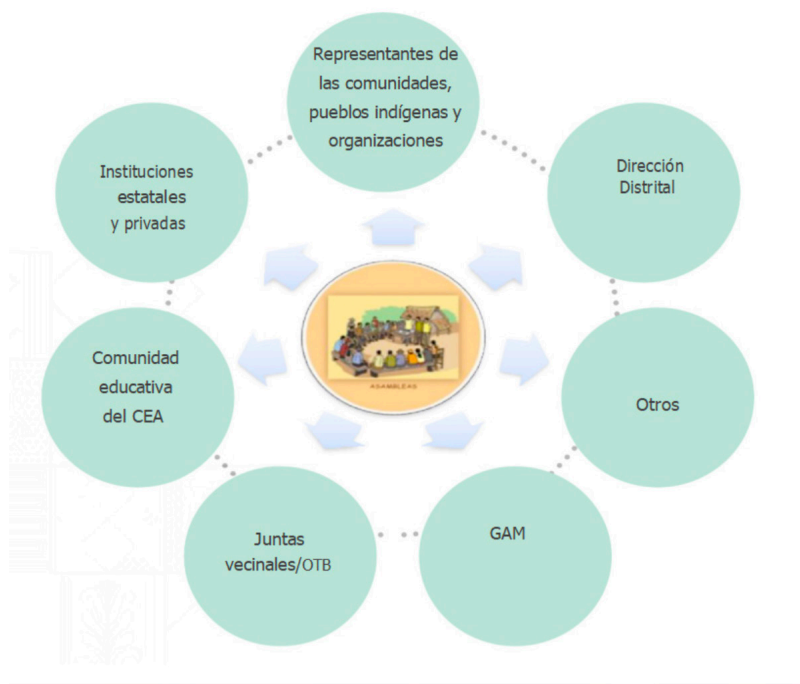 Representantes de
las comunidades,
pueblos indígenas y
organizaciones
Dirección
Distrital
Otros
GAM
Juntas
vecinales/OTB
Comunidad
educativa
del CEA
Instituciones
estatales
y privadas
ASAMBLEAS